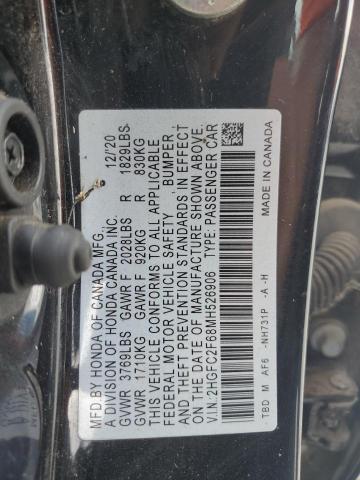 MFD.BY HONDA OF CANADA MFG.,
A DIVISION OF HONDA CANADA INC. 12/20
GVWR 3769LBS GAWR F 2028LBS R 1829LBS
GVWR 1710KG GAWR F 920KG R 830KG
THIS VEHICLE CONFORMS TO ALL APPLICABLE
FEDERAL MOTOR VEHICLE SAFETY BUMPER,
AND THEFT PREVENTION STANDARDS IN EFFECT
ON THE DATE OF MANUFACTURE SHOWN ABOVE.
V.I.N.:2HGFC2F68MH526906 TYPE: PASSENGER CAR
TBD M AF6 -NH731P -A -H MADE IN CANADA